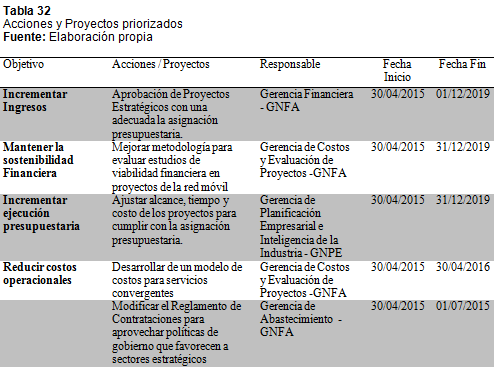 Tabla 32
Acciones y Proyectos priorizados
Fuente: Elaboración propia
Objetivo Acciones / Proyectos Responsable Fecha Inicio Fecha Fin
Incrementar Ingresos
Aprobación de Proyectos
Estratégicos con una
adecuada la asignación
presupuestaria.
Gerencia Financiera
- GNFA
30/04/2015 01/12/2019
Mantener la
sostenibilidad
Financiera
Mejorar metodología para
evaluar estudios de
viabilidad financiera en
proyectos de la red móvil
Gerencia de Costos
y Evaluación de
Proyectos -GNFA
30/04/2015 31/12/2019
Incrementar
ejecución
presupuestaria
Ajustar alcance, tiempo y
costo de los proyectos para
cumplir con la asignación
presupuestaria.
Gerencia de
Planificación
Empresarial e
Inteligencia de la
Industria - GNPE
30/04/2015 31/12/2019
Reducir costos
operacionales
Desarrollar de un modelo de
costos para servicios
convergentes
Gerencia de Costos
y Evaluación de
Proyectos -GNFA
30/04/2015 30/04/2016
Modificar el Reglamento de
Contrataciones para
aprovechar políticas de
gobierno que favorecen a
sectores estratégicos
Gerencia de
Abastecimiento -
GNFA
30/04/2015 01/07/2015